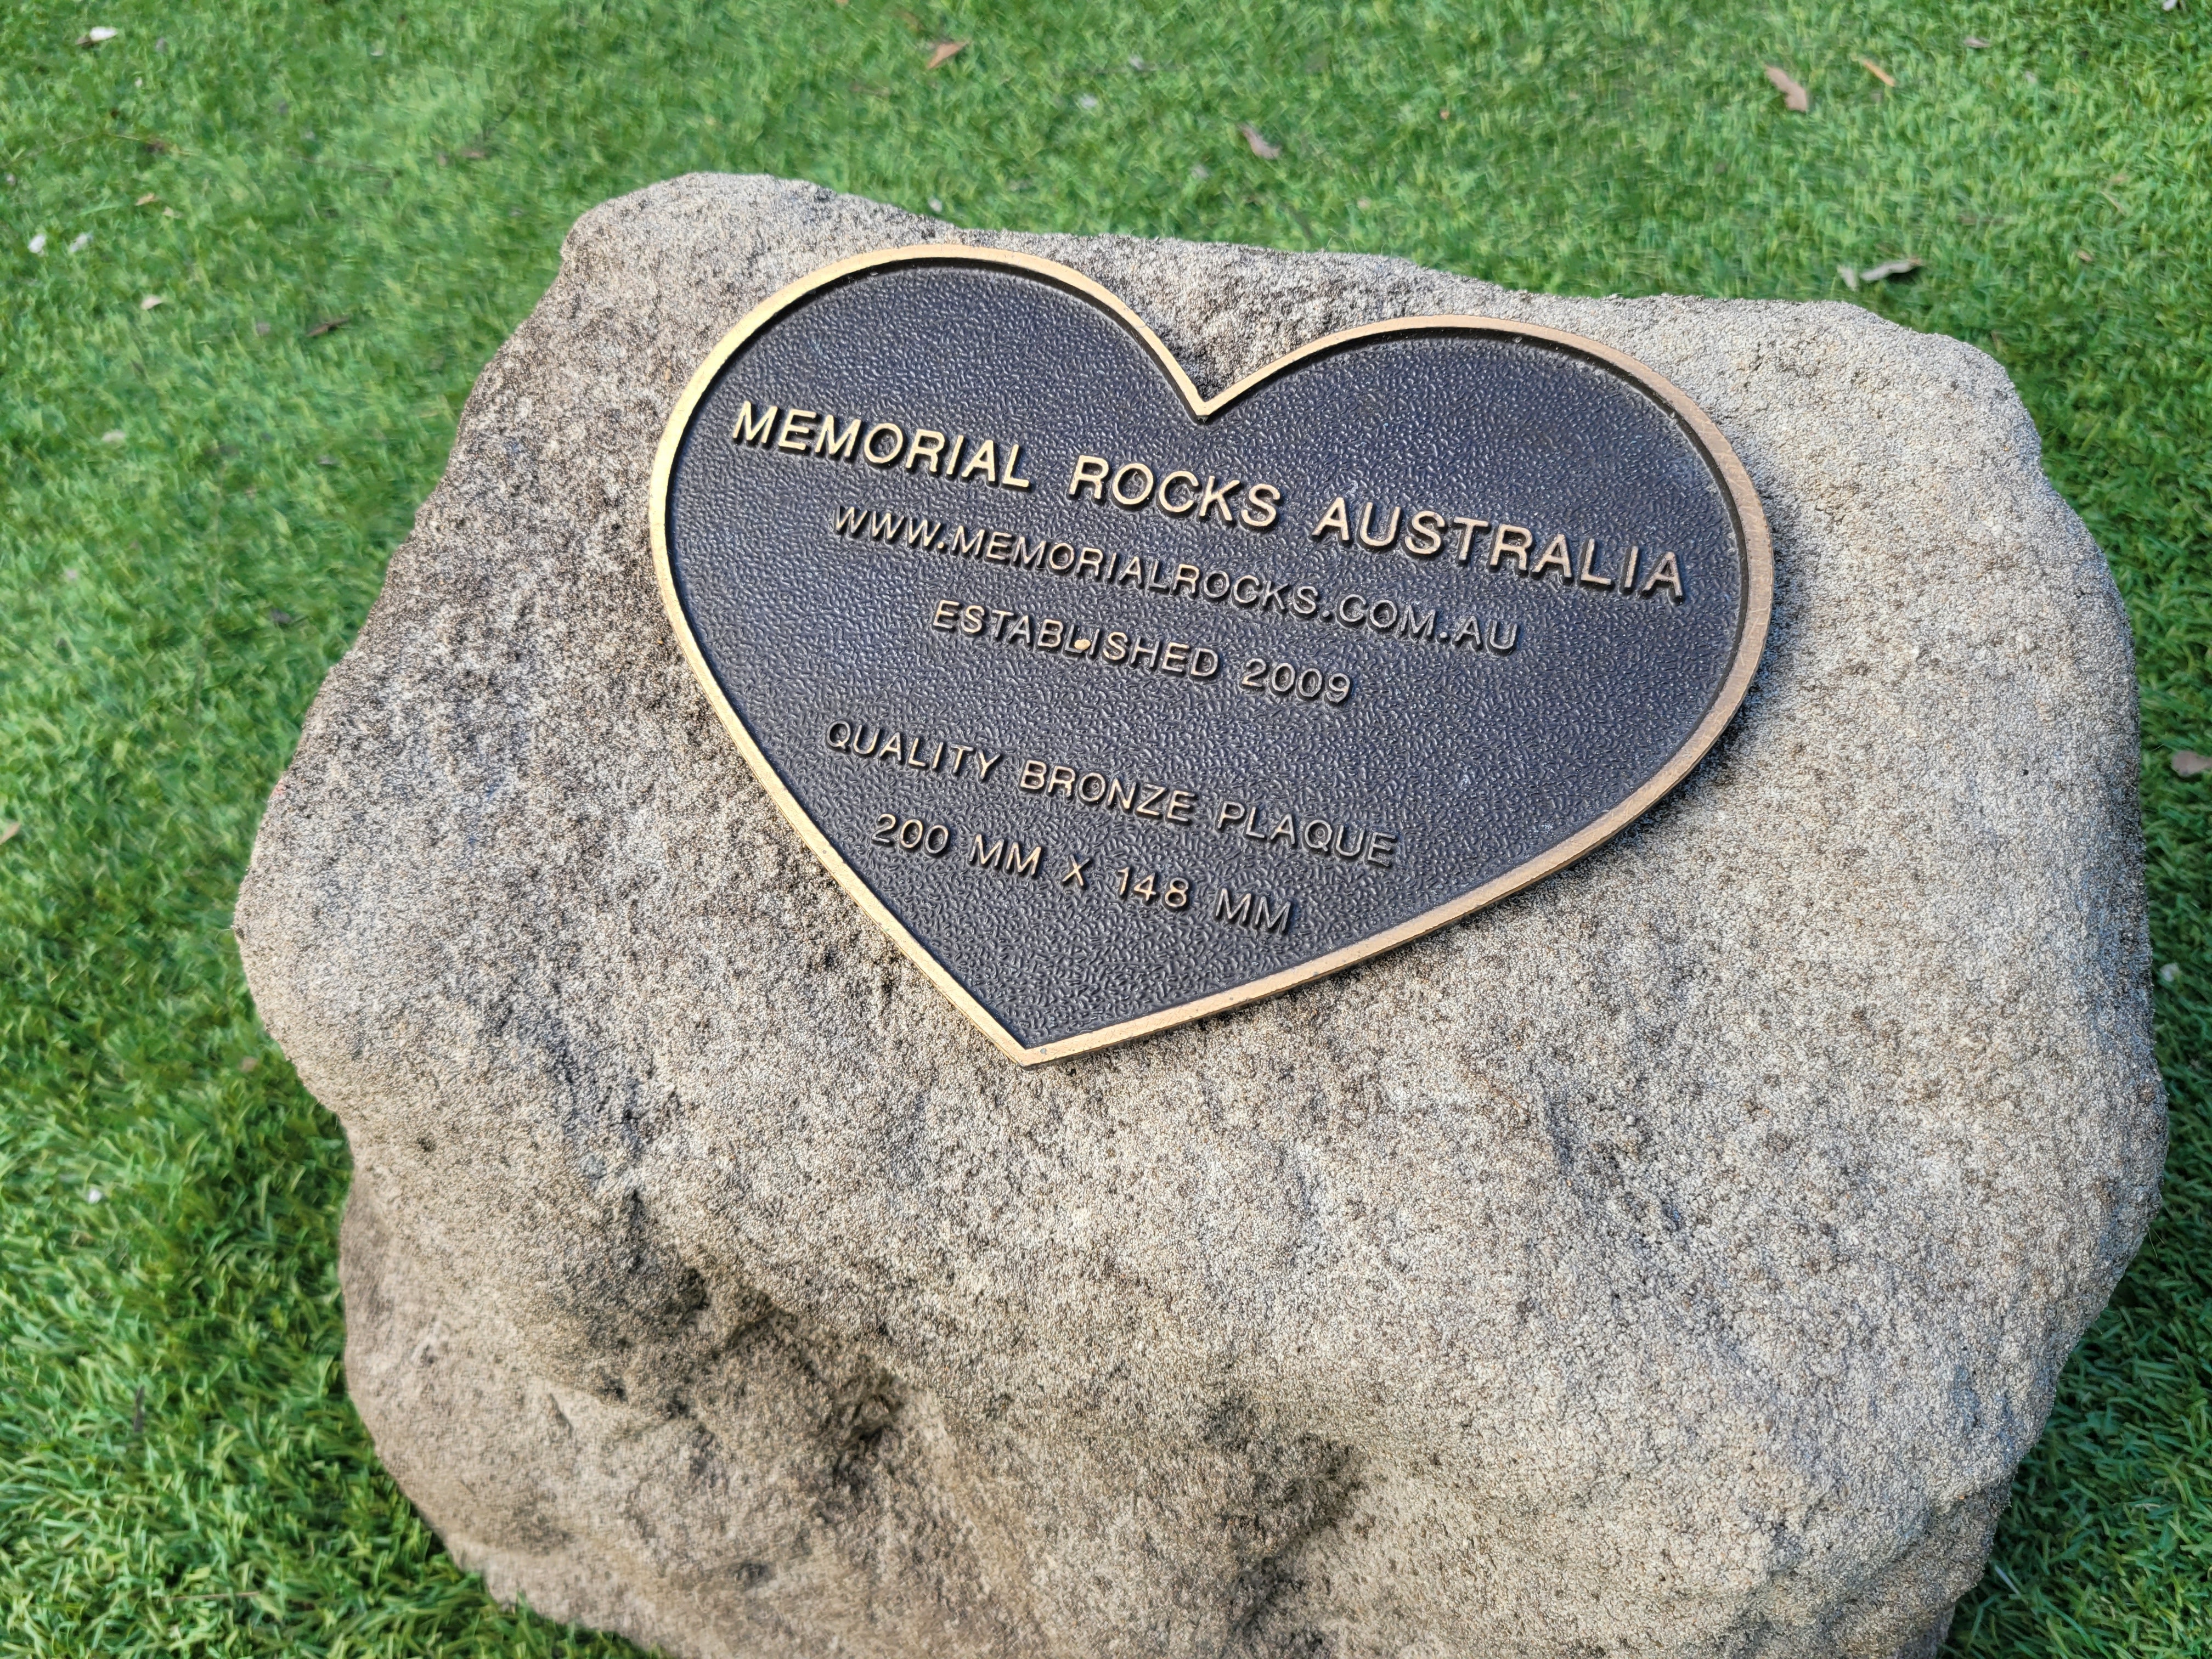 MEMORIAL ROCKS AUSTRALIA
WWW.MEMORIALROCKS.COM.AU
ESTABLISHED 2009
QUALITY BRONZE PLAQUE
200 MM X 148 MM